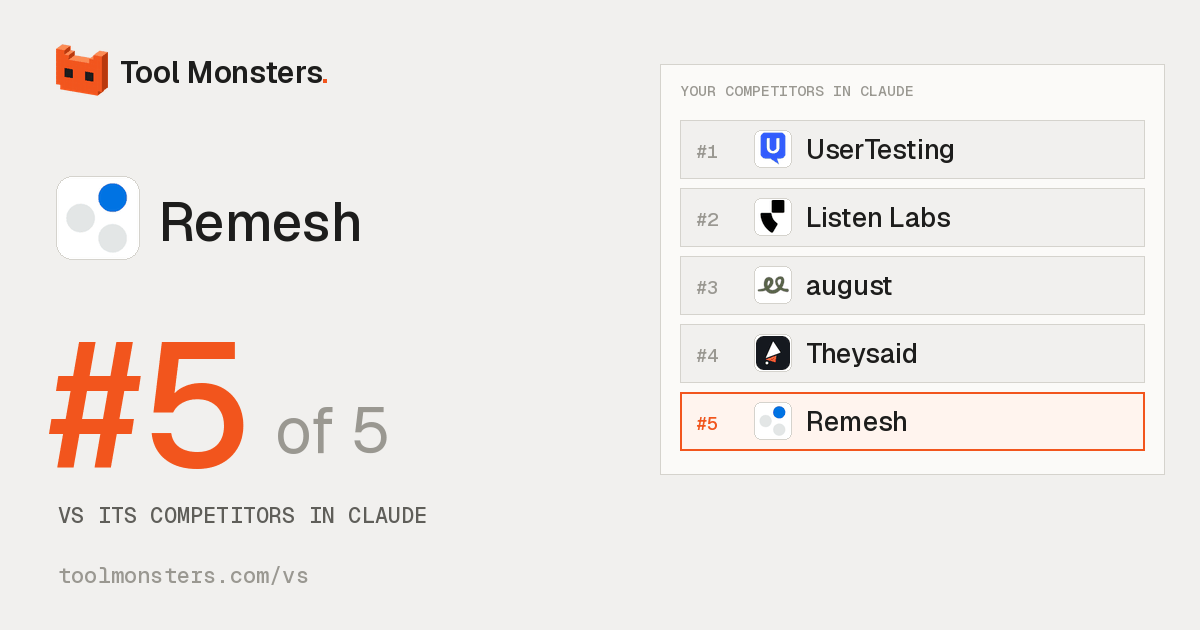 Tool Monsters.
Remesh
#5 of 5
VS ITS COMPETITORS IN CLAUDE
toolmonsters.com/vs
YOUR COMPETITORS IN CLAUDE
#1 U UserTesting
#2 Listen Labs
#3 august
#4 Theysaid
#5 Remesh